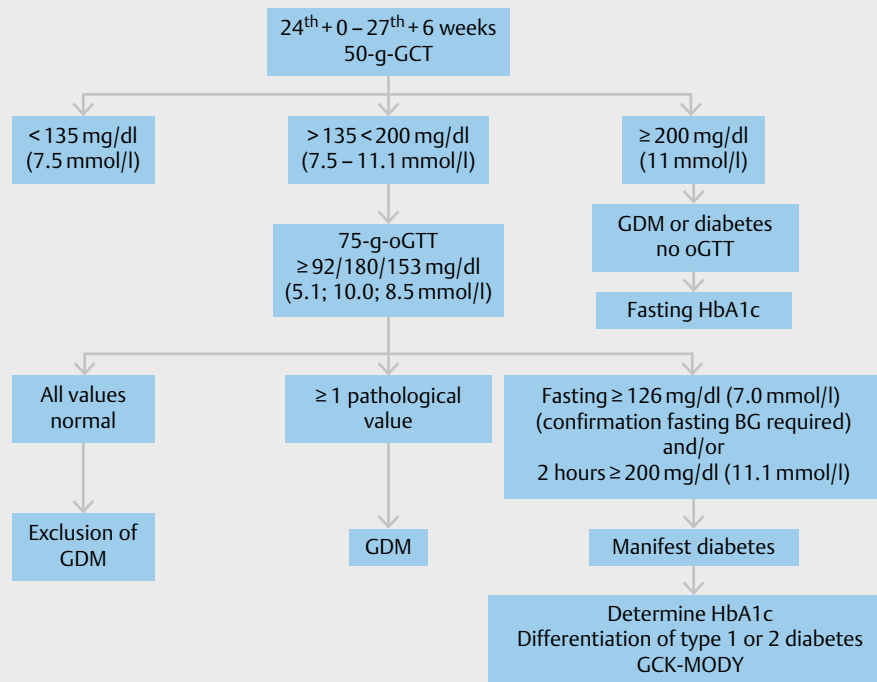 24th + 0 – 27th + 6 weeks
50-g-GCT
< 135 mg/dl
(7.5 mmol/l)
> 135 < 200 mg/dl
(7.5 – 11.1 mmol/l)
≥ 200 mg/dl
(11 mmol/l)
75-g-oGTT
≥ 92/180/153 mg/dl
(5.1; 10.0; 8.5 mmol/l)
GDM or diabetes
no oGTT
Fasting HbA1c
All values
normal
≥ 1 pathological
value
Fasting ≥ 126 mg/dl (7.0 mmol/l)
(confirmation fasting BG required)
and/or
2 hours ≥ 200 mg/dl (11.1 mmol/l)
Exclusion of
GDM
GDM
Manifest diabetes
Determine HbA1c
Differentiation of type 1 or 2 diabetes
GCK-MODY